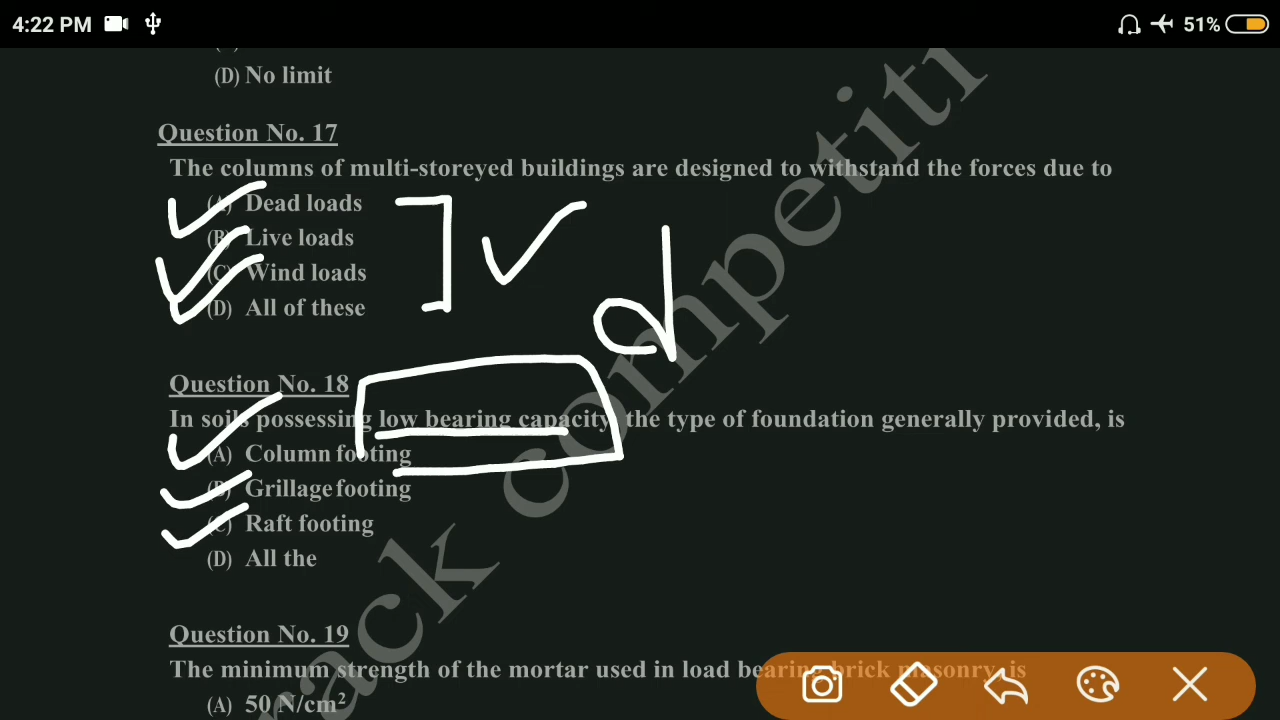 4:22 PM 51%
(D) No limit
Question No. 17
The columns of multi-storeyed buildings are designed to withstand the forces due to
(A) Dead loads
(B) Live loads
(C) Wind loads
(D) All of these
d
Question No. 18
In soils possessing low bearing capacity, the type of foundation generally provided, is
(A) Column footing
(B) Grillage footing
(C) Raft footing
(D) All the
Question No. 19
The minimum strength of the mortar used in load bearing brick masonry, is
(A) 50 N/cm²
rack competiti